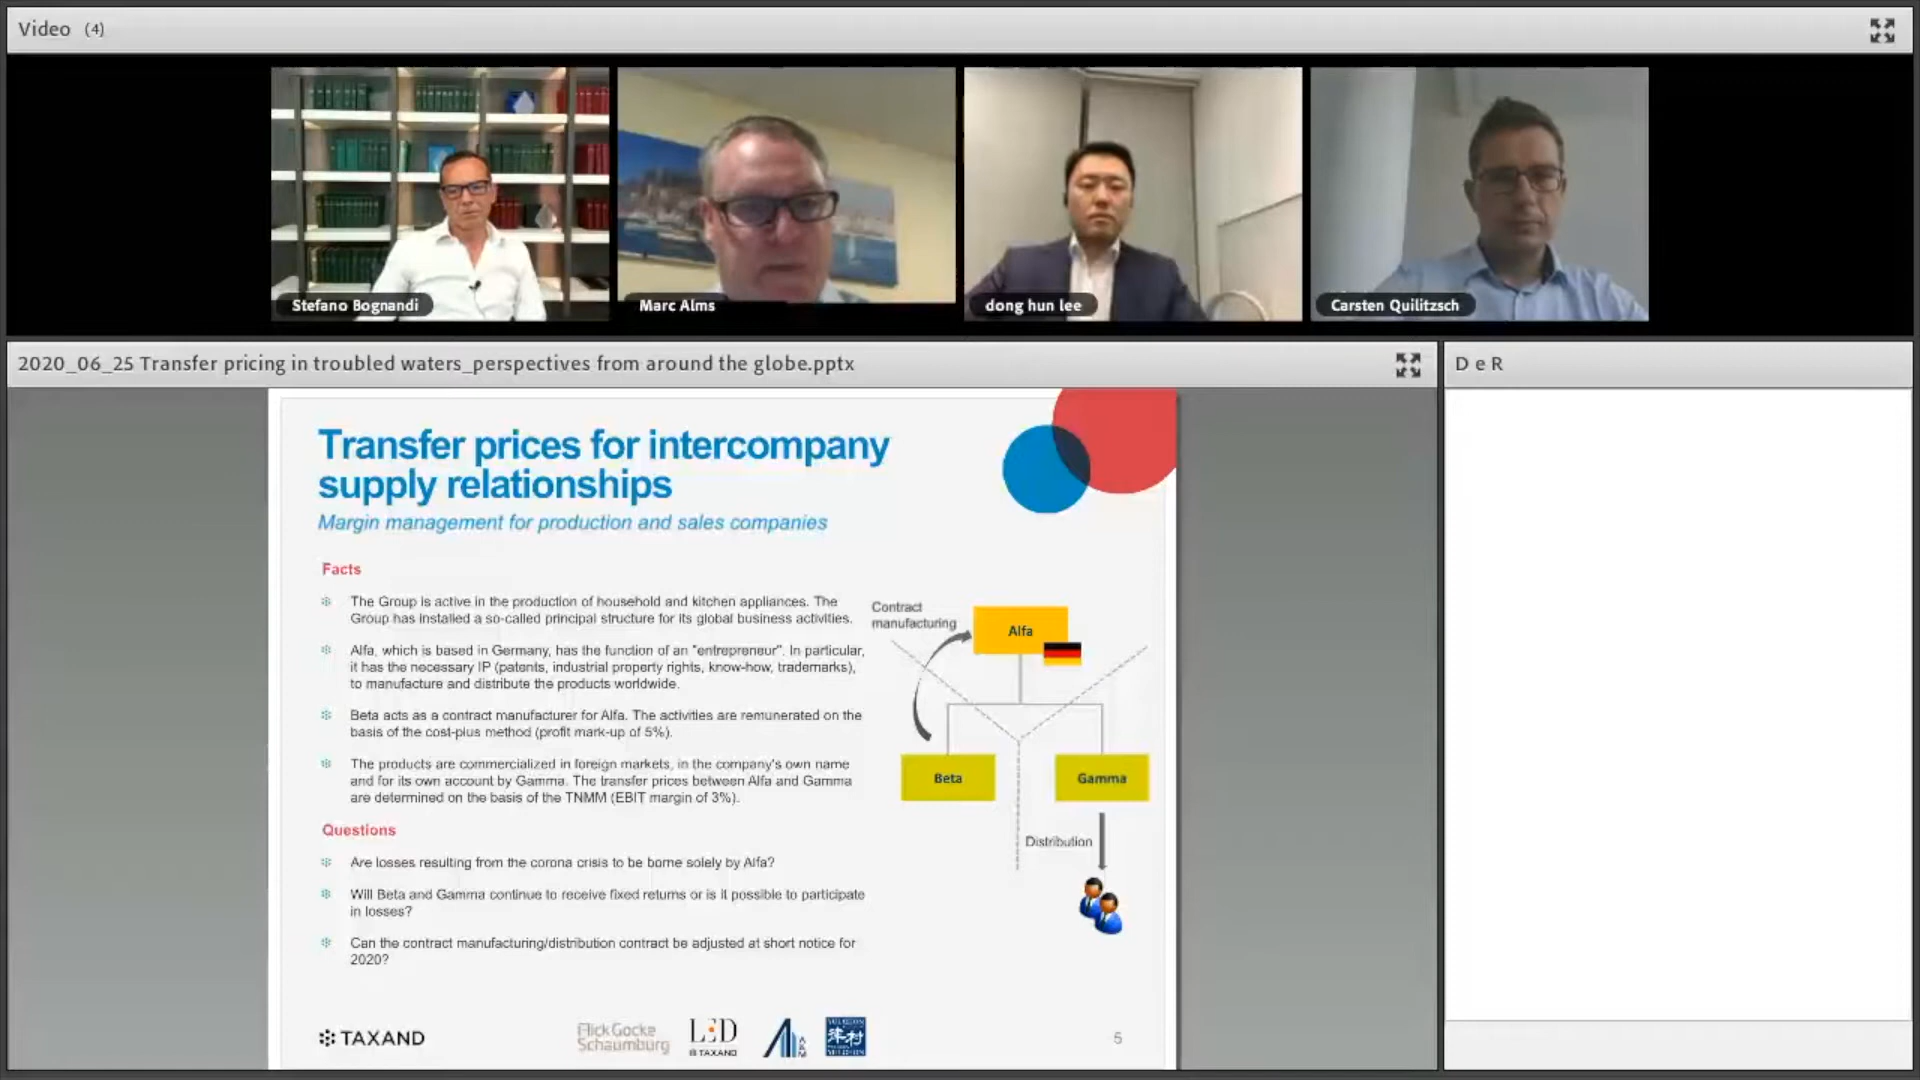 Video (4)
Stefano Bognandi
Marc Alms
dong hun lee
Carsten Quilitzsch
2020_06_25 Transfer pricing in troubled waters_perspectives from around the globe.pptx
D e R
Transfer prices for intercompany
supply relationships
Margin management for production and sales companies
Facts
The Group is active in the production of household and kitchen appliances. The
Group has installed a so-called principal structure for its global business activities.
Alfa, which is based in Germany, has the function of an "entrepreneur". In particular,
it has the necessary IP (patents, industrial property rights, know-how, trademarks),
to manufacture and distribute the products worldwide.
Beta acts as a contract manufacturer for Alfa. The activities are remunerated on the
basis of the cost-plus method (profit mark-up of 5%).
The products are commercialized in foreign markets, in the company's own name
and for its own account by Gamma. The transfer prices between Alfa and Gamma
are determined on the basis of the TNMM (EBIT margin of 3%).
Questions
Are losses resulting from the corona crisis to be borne solely by Alfa?
Will Beta and Gamma continue to receive fixed returns or is it possible to participate
in losses?
Can the contract manufacturing/distribution contract be adjusted at short notice for
2020?
Contract
manufacturing
Alfa
Beta
Gamma
Distribution
TAXAND
Flick Gocke
Schaumburg
LED
TAXAND
5